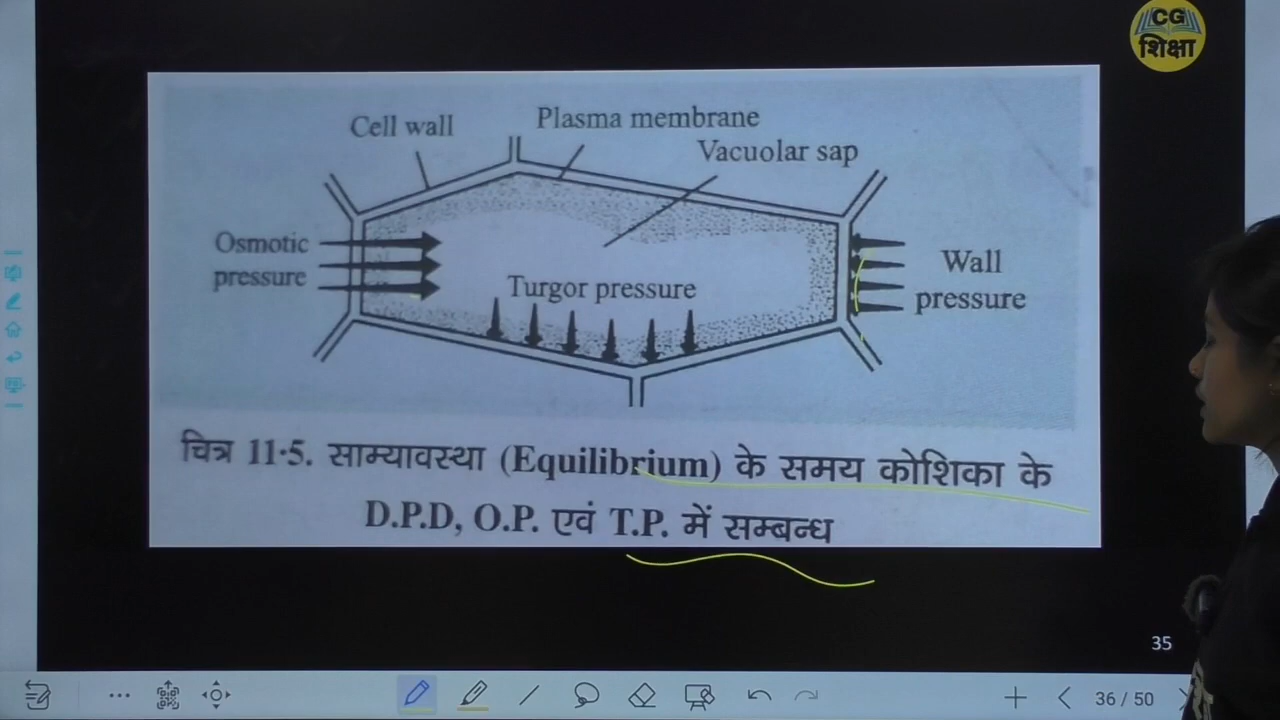 CG
शिक्षा
Cell wall
Plasma membrane
Vacuolar sap
Osmotic
pressure
Turgor pressure
Wall
pressure
चित्र 11·5. साम्यावस्था (Equilibrium) के समय कोशिका के
D.P.D, O.P. एवं T.P. में सम्बन्ध
35
36 / 50